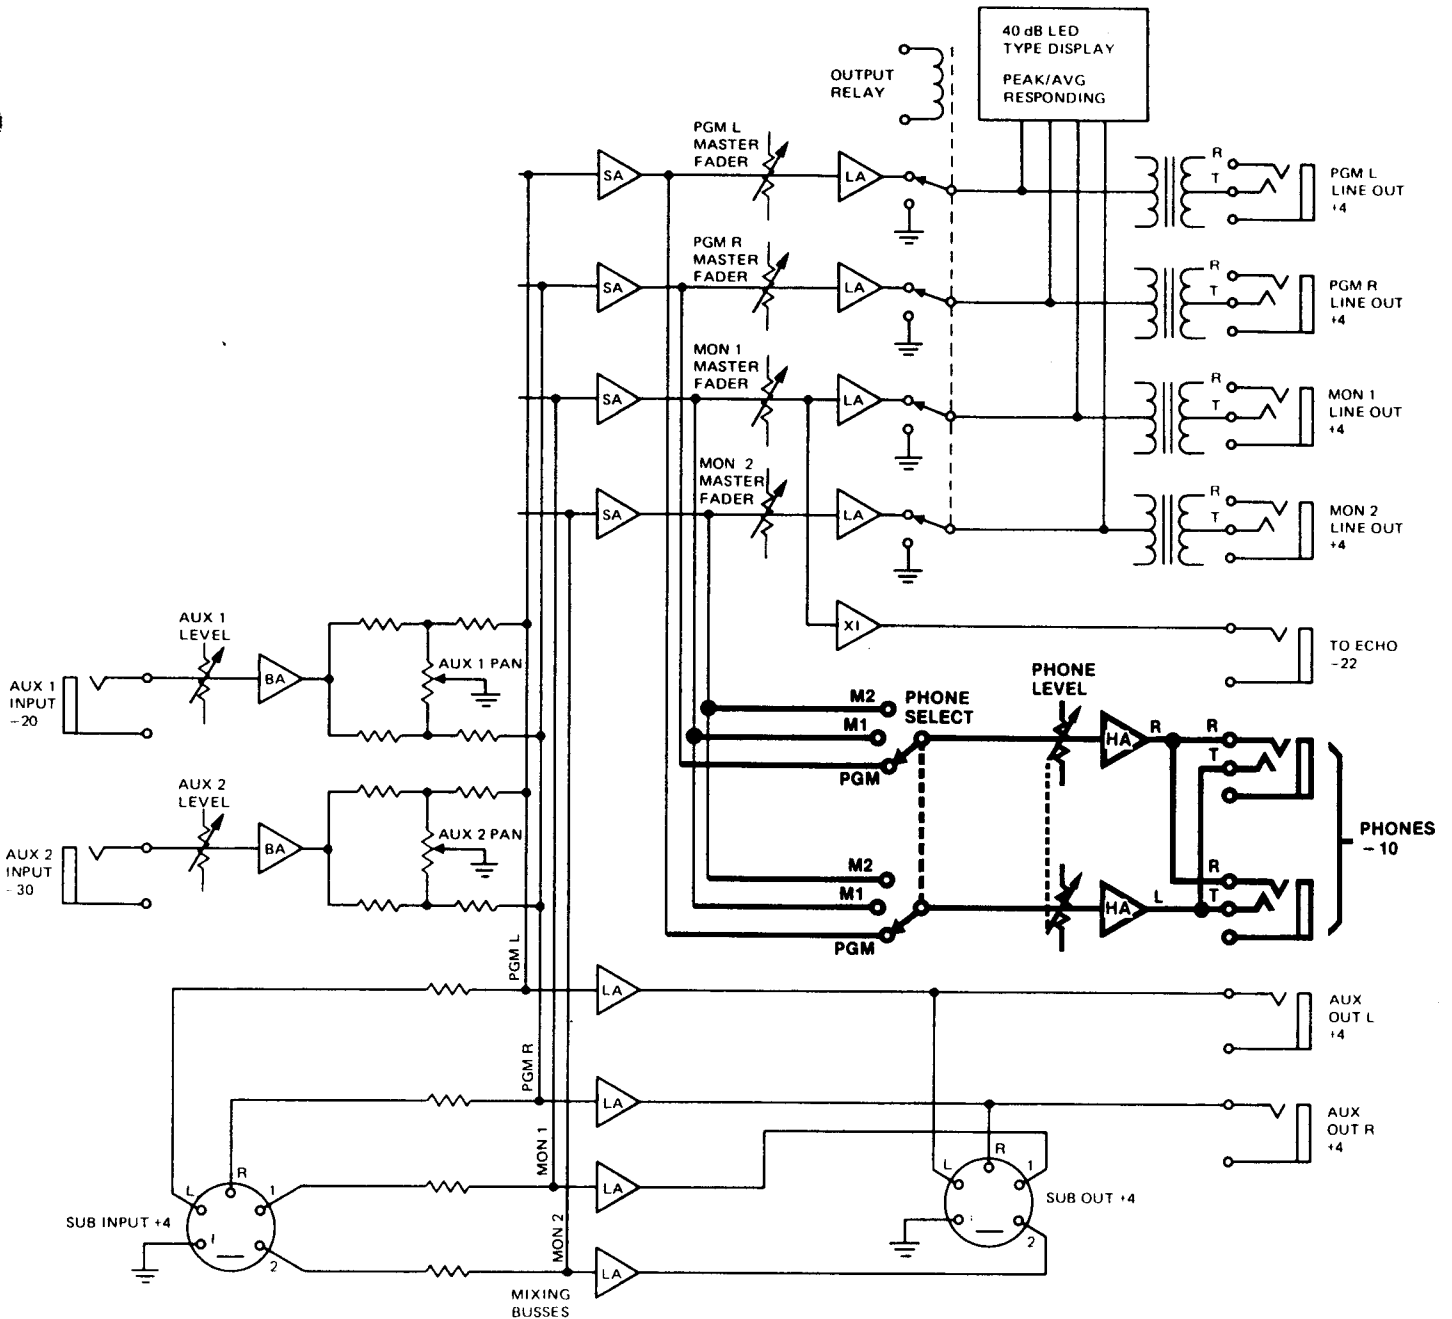 40 dB LED
TYPE DISPLAY
PEAK/AVG
RESPONDING
OUTPUT
RELAY
PGM L
MASTER
FADER
SA
LA
R
T
PGM L
LINE OUT
+4
PGM R
MASTER
FADER
SA
LA
R
T
PGM R
LINE OUT
+4
MON 1
MASTER
FADER
SA
LA
R
T
MON 1
LINE OUT
+4
MON 2
MASTER
FADER
SA
LA
R
T
MON 2
LINE OUT
+4
X1
TO ECHO
-22
AUX 1
LEVEL
AUX 1
INPUT
-20
BA
AUX 1 PAN
AUX 2
LEVEL
AUX 2
INPUT
-30
BA
AUX 2 PAN
M2
M1
PGM
PHONE
SELECT
PHONE
LEVEL
HA
R
R
T
M2
M1
PGM
HA
L
R
T
PHONES
-10
PGM L
LA
AUX
OUT L
+4
PGM R
LA
AUX
OUT R
+4
MON 1
LA
MON 2
LA
MIXING
BUSSES
SUB INPUT +4
L
R
1
2
SUB OUT +4
L
R
1
2